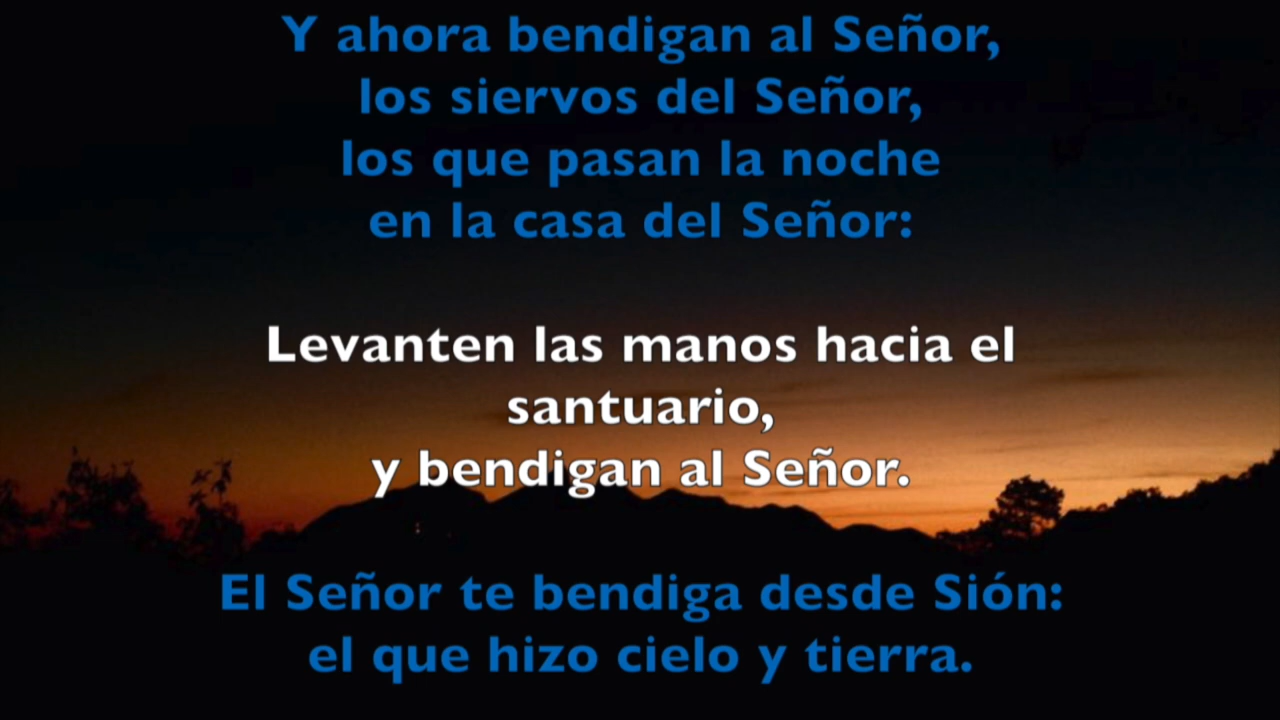 Y ahora bendigan al Señor,
los siervos del Señor,
los que pasan la noche
en la casa del Señor:
Levanten las manos hacia el
santuario,
y bendigan al Señor.
El Señor te bendiga desde Sión:
el que hizo cielo y tierra.